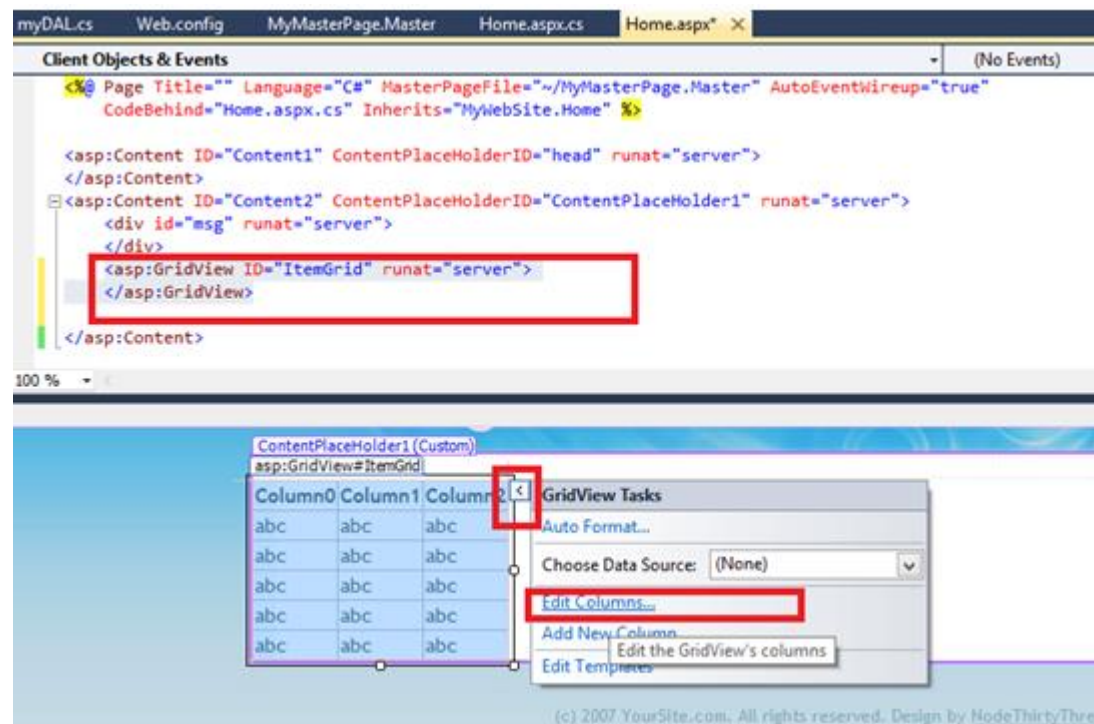 myDAL.cs Web.config MyMasterPage.Master Home.aspx.cs Home.aspx*
Client Objects & Events (No Events)
<%@ Page Title="" Language="C#" MasterPageFile="~/MyMasterPage.Master" AutoEventWireup="true"
CodeBehind="Home.aspx.cs" Inherits="MyWebSite.Home" %>
<asp:Content ID="Content1" ContentPlaceHolderID="head" runat="server">
</asp:Content>
<asp:Content ID="Content2" ContentPlaceHolderID="ContentPlaceHolder1" runat="server">
<div id="msg" runat="server">
</div>
<asp:GridView ID="ItemGrid" runat="server">
</asp:GridView>
</asp:Content>
100 %
ContentPlaceHolder1 (Custom)
asp:GridView#ItemGrid
Column0 Column1 Column2 < GridView Tasks
abc abc abc Auto Format...
abc abc abc Choose Data Source: (None)
abc abc abc Edit Columns...
abc abc abc Add New Column...
Edit the GridView's columns
abc abc abc Edit Templates
(c) 2007 YourSite.com. All rights reserved. Design by NodeThirtyThre